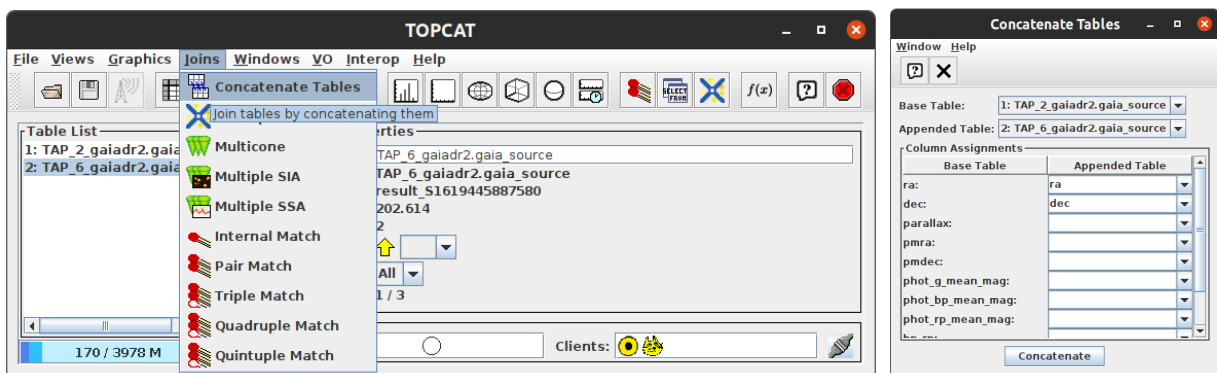 TOPCAT
File Views Graphics Joins Windows VO Interop Help
Concatenate Tables
SELECT FROM
f(x)
Join tables by concatenating them
Multicone
Multiple SIA
Multiple SSA
Internal Match
Pair Match
Triple Match
Quadruple Match
Quintuple Match
Table List
1: TAP_2_gaiadr2.gaia
2: TAP_6_gaiadr2.gaia
170 / 3978 M
erties
TAP_6_gaiadr2.gaia_source
TAP_6_gaiadr2.gaia_source
result_S1619445887580
202.614
2
All
1 / 3
Clients:
Concatenate Tables
Window Help
Base Table: 1: TAP_2_gaiadr2.gaia_source
Appended Table: 2: TAP_6_gaiadr2.gaia_source
Column Assignments
Base Table Appended Table
ra: ra
dec: dec
parallax:
pmra:
pmdec:
phot_g_mean_mag:
phot_bp_mean_mag:
phot_rp_mean_mag:
Concatenate